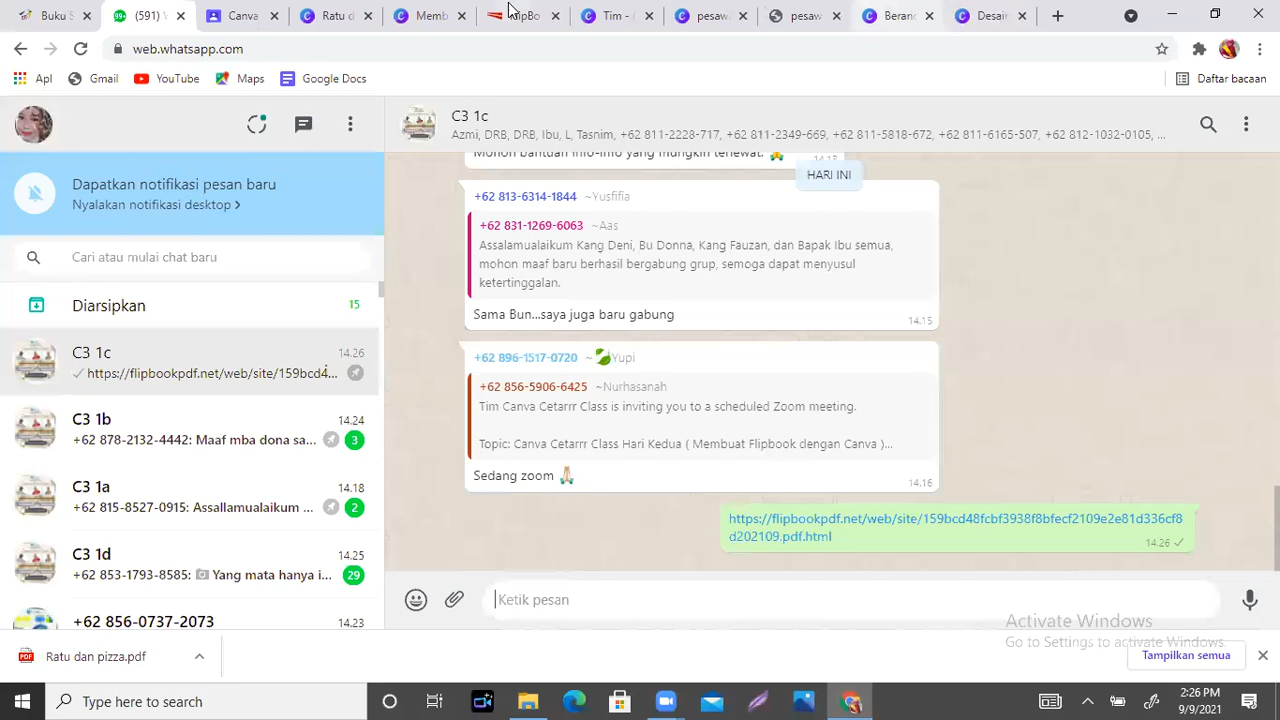 Buku S
(591)
Canva
Ratu d
Memb
FlipBo
Tim -
pesaw
pesan
Beran
Desain
web.whatsapp.com
Apl
Gmail
YouTube
Maps
Google Docs
Daftar bacaan
C3 1c
Azmi, DRB, DRB, Ibu, L, Tasnim, +62 811-2228-717, +62 811-2349-669, +62 811-5818-672, +62 811-6165-507, +62 812-1032-0105, ...
Dapatkan notifikasi pesan baru
Nyalakan notifikasi desktop >
Cari atau mulai chat baru
Diarsipkan
15
C3 1c
14.26
https://flipbookpdf.net/web/site/159bcd4...
C3 1b
14.24
+62 878-2132-4442: Maaf mba dona sa...
3
C3 1a
14.18
+62 815-8527-0915: Assallamualaikum ...
2
C3 1d
14.25
+62 853-1793-8585: Yang mata hanya i...
29
+62 856-0737-2073
14.23
Mohon bantuan info-info yang mungkin terlewat.
14.13
HARI INI
+62 813-6314-1844 ~Yusfifia
+62 831-1269-6063 ~Aas
Assalamualaikum Kang Deni, Bu Donna, Kang Fauzan, dan Bapak Ibu semua,
mohon maaf baru berhasil bergabung grup, semoga dapat menyusul
ketertinggalan.
Sama Bun...saya juga baru gabung
14.15
+62 896-1517-0720 ~ Yupi
+62 856-5906-6425 ~Nurhasanah
Tim Canva Cetarrr Class is inviting you to a scheduled Zoom meeting.
Topic: Canva Cetarrr Class Hari Kedua ( Membuat Flipbook dengan Canva )...
Sedang zoom
14.16
https://flipbookpdf.net/web/site/159bcd48fcbf3938f8bfecf2109e2e81d336cf8
d202109.pdf.html
14.26
Ketik pesan
Activate Windows
Go to Settings to activate Windows.
Ratu dan pizza.pdf
Tampilkan semua
Type here to search
2:26 PM
9/9/2021